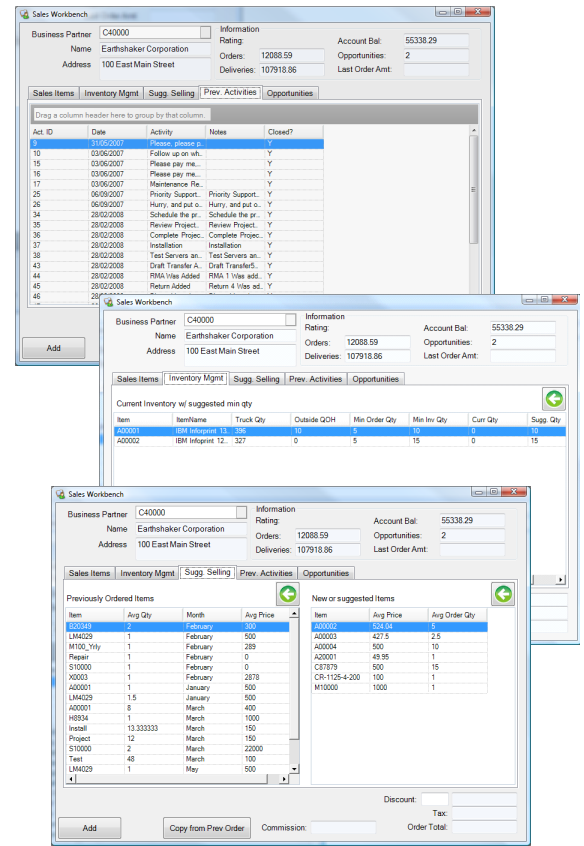 Sales Workbench
Business Partner C40000 Information
Name Earthshaker Corporation Rating: Account Bal: 55338.29
Address 100 East Main Street Orders: 12088.59 Opportunities: 2
Deliveries: 107918.86 Last Order Amt:
Sales Items Inventory Mgmt Sugg. Selling Prev. Activities Opportunities
Drag a column header here to group by that column.
Act. ID Date Activity Notes Closed?
9 31/05/2007 Please, please p.. Y
10 03/06/2007 Follow up on wh.. Y
15 03/06/2007 Please pay me,... Y
16 03/06/2007 Please pay me,... Y
17 03/06/2007 Maintenance Re.. Y
25 06/09/2007 Priority Support.. Priority Support.. Y
26 06/09/2007 Hurry, and put o.. Hurry, and put o.. Y
34 28/02/2008 Schedule the pr.. Schedule the pr.. Y
35 28/02/2008 Review Project.. Review Project.. Y
36 28/02/2008 Complete Projec.. Complete Projec.. Y
37 28/02/2008 Installation Installation Y
38 28/02/2008 Test Servers an.. Test Servers an.. Y
43 28/02/2008 Draft Transfer A.. Draft Transfer5.. Y
44 28/02/2008 RMA Was Added RMA 1 Was add.. Y
45 28/02/2008 Return Added Return 4 Was ad.. Y
46
Add
Sales Workbench
Business Partner C40000 Information
Name Earthshaker Corporation Rating: Account Bal: 55338.29
Address 100 East Main Street Orders: 12088.59 Opportunities: 2
Deliveries: 107918.86 Last Order Amt:
Sales Items Inventory Mgmt Sugg. Selling Prev. Activities Opportunities
Current Inventory w/ suggested min qty
Item ItemName Truck Qty Outside QOH Min Order Qty Min Inv Qty Curr Qty Sugg. Qty
A00001 IBM Inforprint 13.. 396 10 5 10 0 10
A00002 IBM Inforprint 12.. 327 0 5 15 0 15
Sales Workbench
Business Partner C40000 Information
Name Earthshaker Corporation Rating: Account Bal: 55338.29
Address 100 East Main Street Orders: 12088.59 Opportunities: 2
Deliveries: 107918.86 Last Order Amt:
Sales Items Inventory Mgmt Sugg. Selling Prev. Activities Opportunities
Previously Ordered Items
Item Avg Qty Month Avg Price
B20349 2 February 300
LM4029 1 February 500
M100_Yrly 1 February 289
Repair 1 February 0
S10000 1 February 0
X0003 1 February 2878
A00001 1 January 500
LM4029 1.5 January 500
A00001 8 March 400
H8934 1 March 1000
Install 13.333333 March 150
Project 12 March 150
S10000 2 March 22000
Test 48 March 100
LM4029 1 May 500
New or suggested Items
Item Avg Price Avg Order Qty
A00002 524.04 5
A00003 427.5 2.5
A00004 500 10
A20001 49.95 1
C87879 500 15
CR-1125-4-200 100 1
M10000 1000 1
Discount:
Tax:
Add Copy from Prev Order Commission: Order Total: